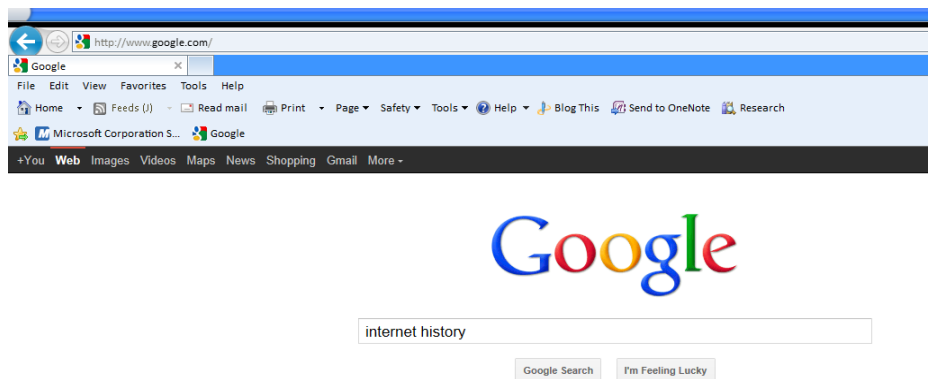 http://www.google.com/
Google
File Edit View Favorites Tools Help
Home Feeds (J) Read mail Print Page Safety Tools Help Blog This Send to OneNote Research
Microsoft Corporation S... Google
+You Web Images Videos Maps News Shopping Gmail More
Google
internet history
Google Search I'm Feeling Lucky